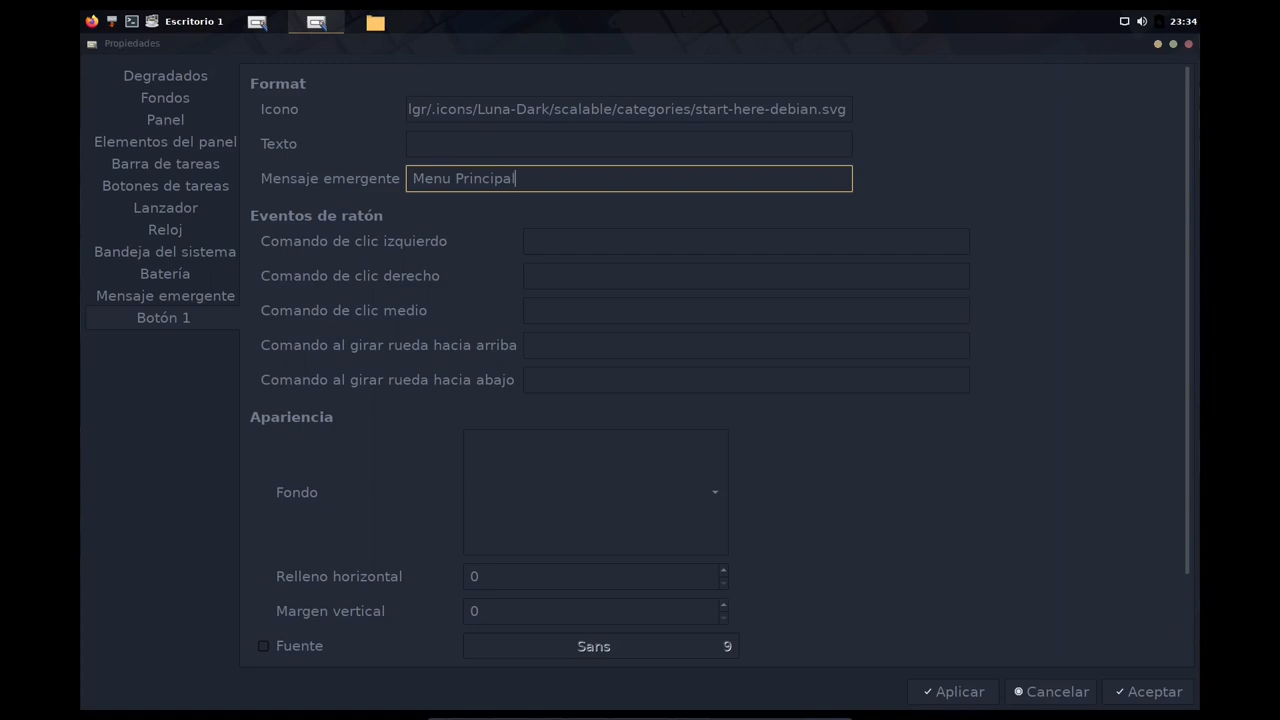 Escritorio 1
23:34
Propiedades
Degradados
Fondos
Panel
Elementos del panel
Barra de tareas
Botones de tareas
Lanzador
Reloj
Bandeja del sistema
Batería
Mensaje emergente
Botón 1
Format
Icono lgr/.icons/Luna-Dark/scalable/categories/start-here-debian.svg
Texto
Mensaje emergente Menu Principal
Eventos de ratón
Comando de clic izquierdo
Comando de clic derecho
Comando de clic medio
Comando al girar rueda hacia arriba
Comando al girar rueda hacia abajo
Apariencia
Fondo
Relleno horizontal 0
Margen vertical 0
Fuente Sans 9
Aplicar Cancelar Aceptar